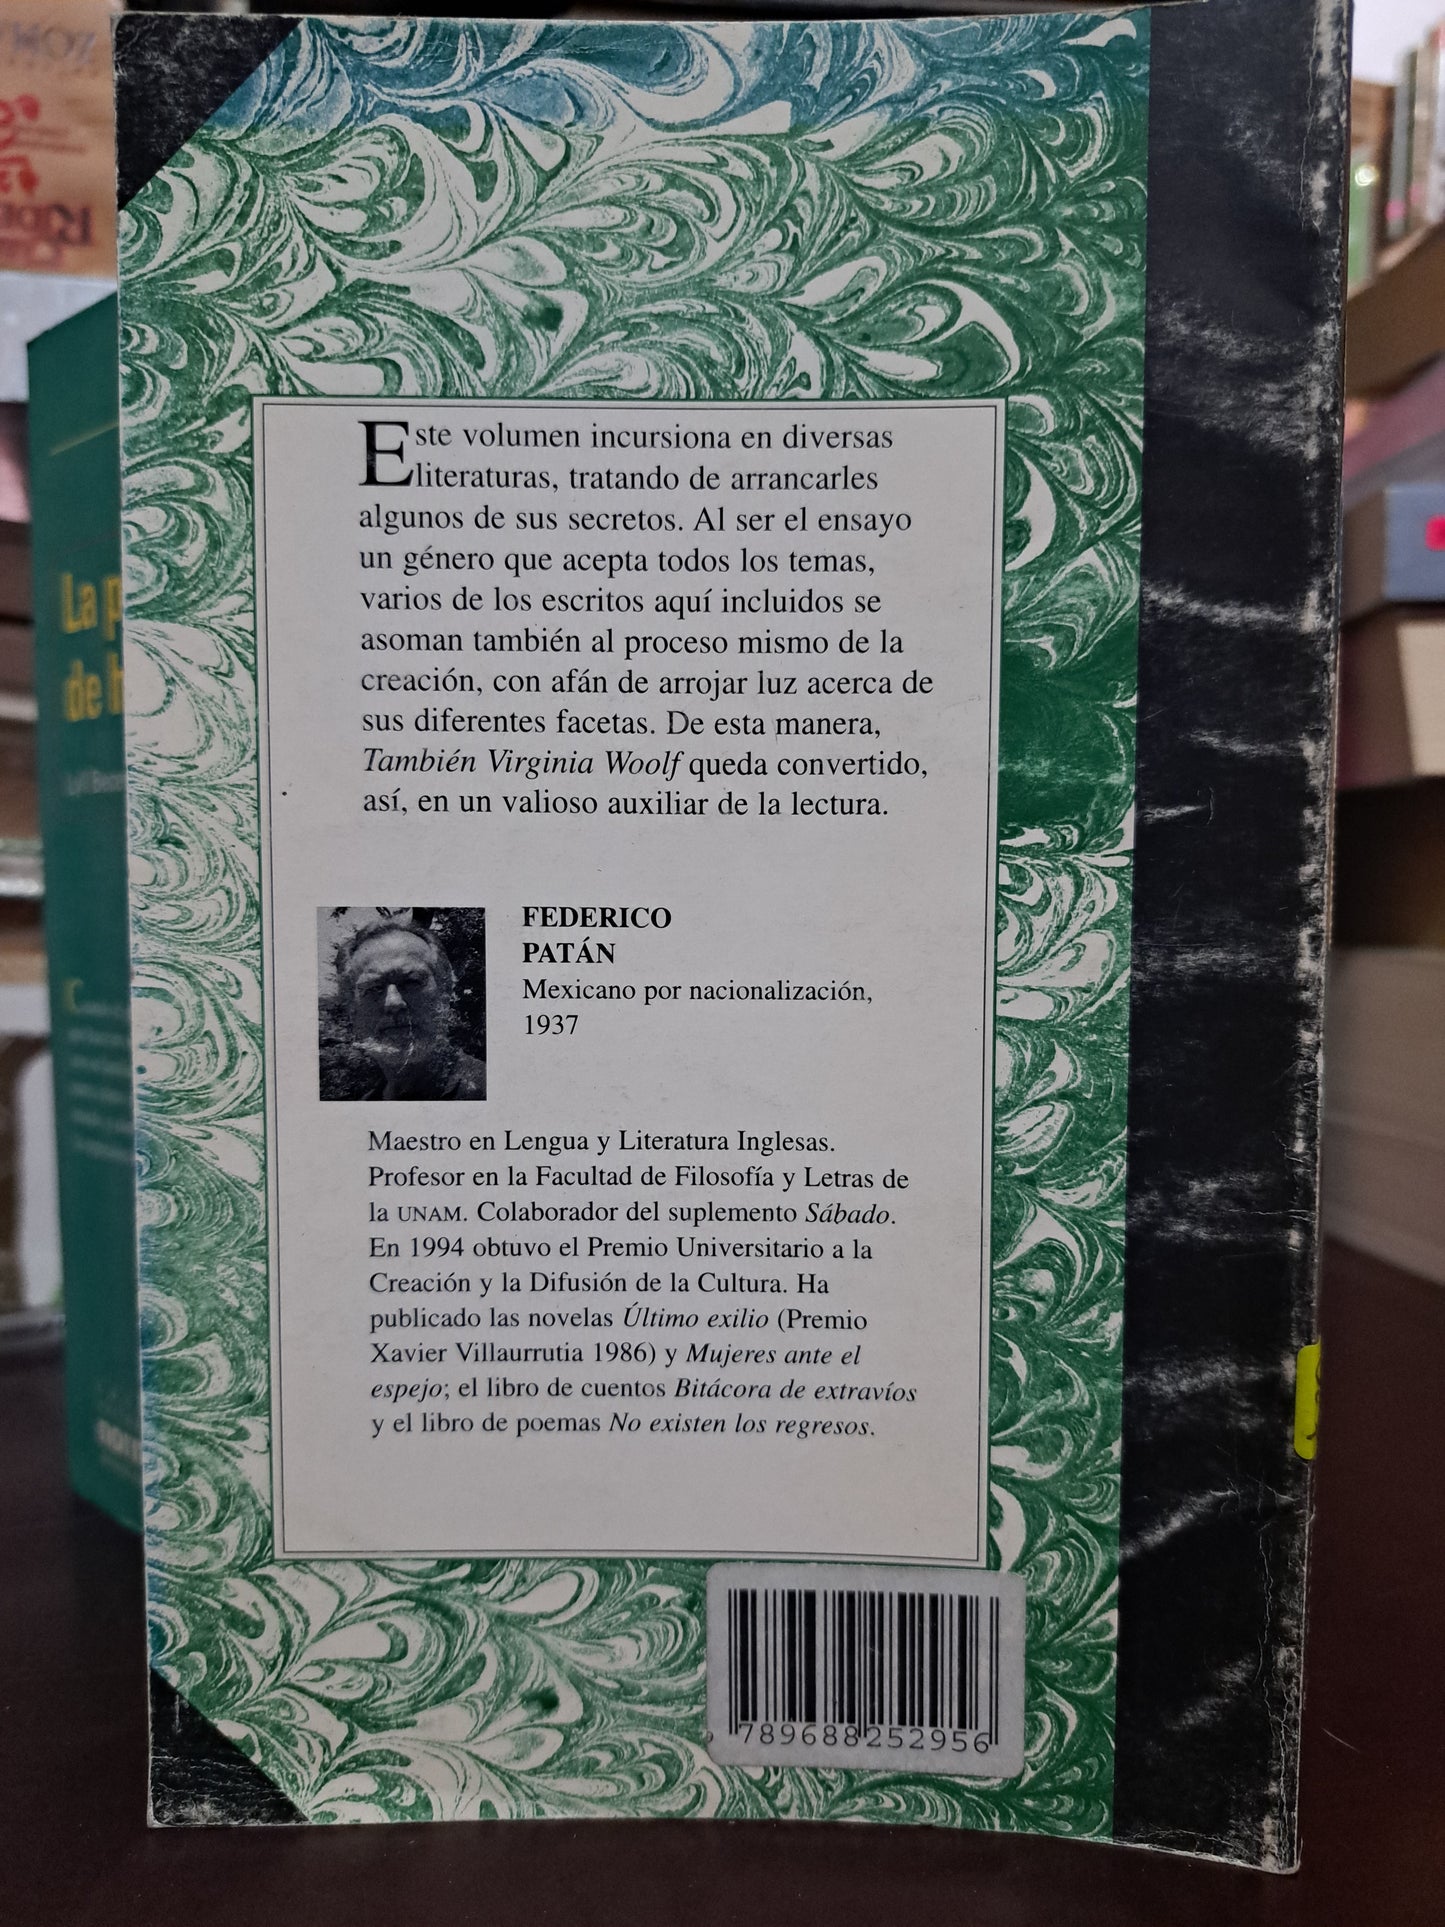 Este volumen incursiona en diversas
literaturas, tratando de arrancarles
algunos de sus secretos. Al ser el ensayo
un género que acepta todos los temas,
varios de los escritos aquí incluidos se
asoman también al proceso mismo de la
creación, con afán de arrojar luz acerca de
sus diferentes facetas. De esta manera,
También Virginia Woolf queda convertido,
así, en un valioso auxiliar de la lectura.
FEDERICO
PATÁN
Mexicano por nacionalización,
1937
Maestro en Lengua y Literatura Inglesas.
Profesor en la Facultad de Filosofía y Letras de
la UNAM. Colaborador del suplemento Sábado.
En 1994 obtuvo el Premio Universitario a la
Creación y la Difusión de la Cultura. Ha
publicado las novelas Último exilio (Premio
Xavier Villaurrutia 1986) y Mujeres ante el
espejo; el libro de cuentos Bitácora de extravíos
y el libro de poemas No existen los regresos.
9 789688 252956
La p
de h